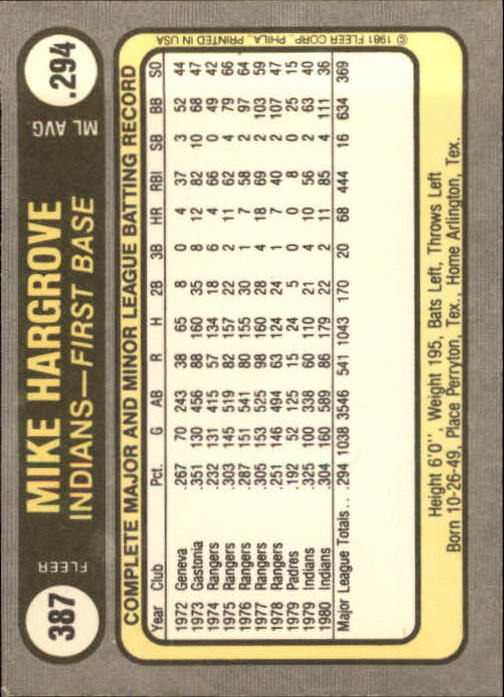 387
FLEER
MIKE HARGROVE
INDIANS—FIRST BASE
ML AVG
.294
COMPLETE MAJOR AND MINOR LEAGUE BATTING RECORD
Year Club Pct. G AB R H 2B 3B HR RBI SB BB SO
1972 Geneva .267 70 243 38 65 8 0 4 37 3 52 44
1973 Gastonia .351 130 456 88 160 35 8 12 82 10 68 47
1974 Rangers .232 131 415 57 134 18 6 4 66 0 49 42
1975 Rangers .303 145 519 82 157 22 2 11 62 4 79 66
1976 Rangers .287 151 541 80 155 30 1 7 58 2 97 64
1977 Rangers .305 153 525 98 160 28 4 18 69 2 103 59
1978 Rangers .251 146 494 63 124 24 1 7 40 2 107 47
1979 Padres .192 52 125 15 24 5 0 0 8 0 25 15
1979 Indians .325 100 338 60 110 21 4 10 56 2 63 40
1980 Indians .304 160 589 86 179 22 2 11 85 4 111 36
Major League Totals... .294 1038 3546 541 1043 170 20 68 444 16 634 369
Height 6'0", Weight 195, Bats Left, Throws Left
Born 10-26-49, Place Perryton, Tex., Home Arlington, Tex.
© 1981 FLEER CORP., PHILA., PRINTED IN USA